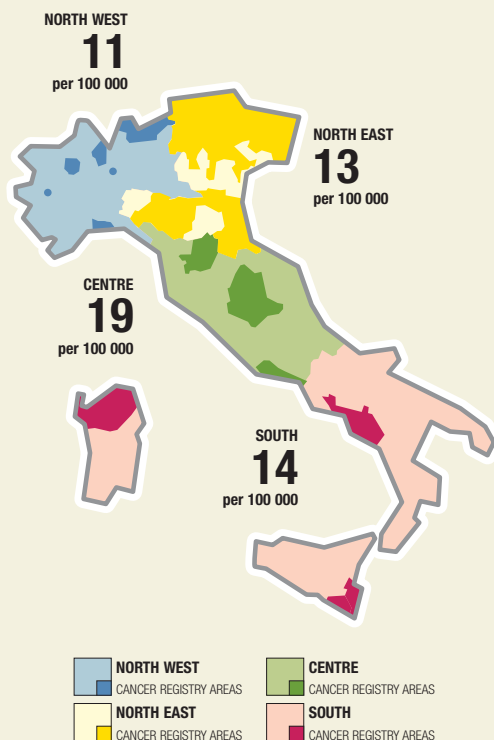 NORTH WEST
11
per 100 000
NORTH EAST
13
per 100 000
CENTRE
19
per 100 000
SOUTH
14
per 100 000
NORTH WEST
CANCER REGISTRY AREAS
CENTRE
CANCER REGISTRY AREAS
NORTH EAST
CANCER REGISTRY AREAS
SOUTH
CANCER REGISTRY AREAS